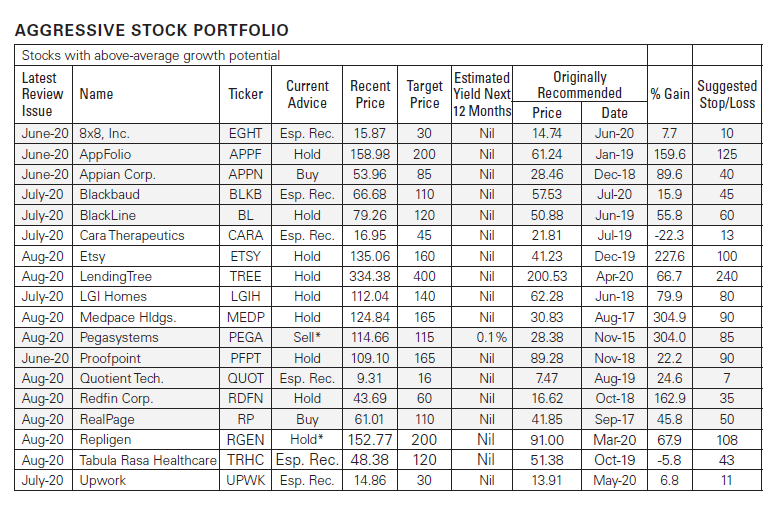 AGGRESSIVE STOCK PORTFOLIO
Stocks with above-average growth potential
Latest Review Issue Name Ticker Current Advice Recent Price Target Price Estimated Yield Next 12 Months Originally Recommended Price Date % Gain Suggested Stop/Loss
June-20 8x8, Inc. EGHT Esp. Rec. 15.87 30 Nil 14.74 Jun-20 7.7 10
June-20 AppFolio APPF Hold 158.98 200 Nil 61.24 Jan-19 159.6 125
June-20 Appian Corp. APPN Buy 53.96 85 Nil 28.46 Dec-18 89.6 40
July-20 Blackbaud BLKB Esp. Rec. 66.68 110 Nil 57.53 Jul-20 15.9 45
July-20 BlackLine BL Hold 79.26 120 Nil 50.88 Jun-19 55.8 60
July-20 Cara Therapeutics CARA Esp. Rec. 16.95 45 Nil 21.81 Jul-19 -22.3 13
Aug-20 Etsy ETSY Hold 135.06 160 Nil 41.23 Dec-19 227.6 100
Aug-20 LendingTree TREE Hold 334.38 400 Nil 200.53 Apr-20 66.7 240
July-20 LGI Homes LGIH Hold 112.04 140 Nil 62.28 Jun-18 79.9 80
Aug-20 Medpace Hldgs. MEDP Hold 124.84 165 Nil 30.83 Aug-17 304.9 90
Aug-20 Pegasystems PEGA Sell* 114.66 115 0.1% 28.38 Nov-15 304.0 85
June-20 Proofpoint PFPT Hold 109.10 165 Nil 89.28 Nov-18 22.2 90
Aug-20 Quotient Tech. QUOT Esp. Rec. 9.31 16 Nil 7.47 Aug-19 24.6 7
Aug-20 Redfin Corp. RDFN Hold 43.69 60 Nil 16.62 Oct-18 162.9 35
Aug-20 RealPage RP Buy 61.01 110 Nil 41.85 Sep-17 45.8 50
Aug-20 Repligen RGEN Hold* 152.77 200 Nil 91.00 Mar-20 67.9 108
Aug-20 Tabula Rasa Healthcare TRHC Esp. Rec. 48.38 120 Nil 51.38 Oct-19 -5.8 43
July-20 Upwork UPWK Esp. Rec. 14.86 30 Nil 13.91 May-20 6.8 11